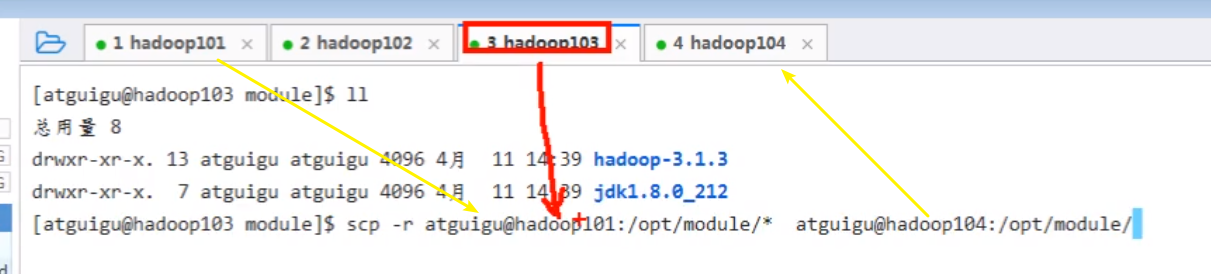 1 hadoop101 × 2 hadoop102 × 3 hadoop103 × 4 hadoop104 ×
[atguigu@hadoop103 module]$ ll
总用量 8
drwxr-xr-x. 13 atguigu atguigu 4096 4月  11 14:39 hadoop-3.1.3
drwxr-xr-x.  7 atguigu atguigu 4096 4月  11 14:39 jdk1.8.0_212
[atguigu@hadoop103 module]$ scp -r atguigu@hadoop101:/opt/module/*  atguigu@hadoop104:/opt/module/